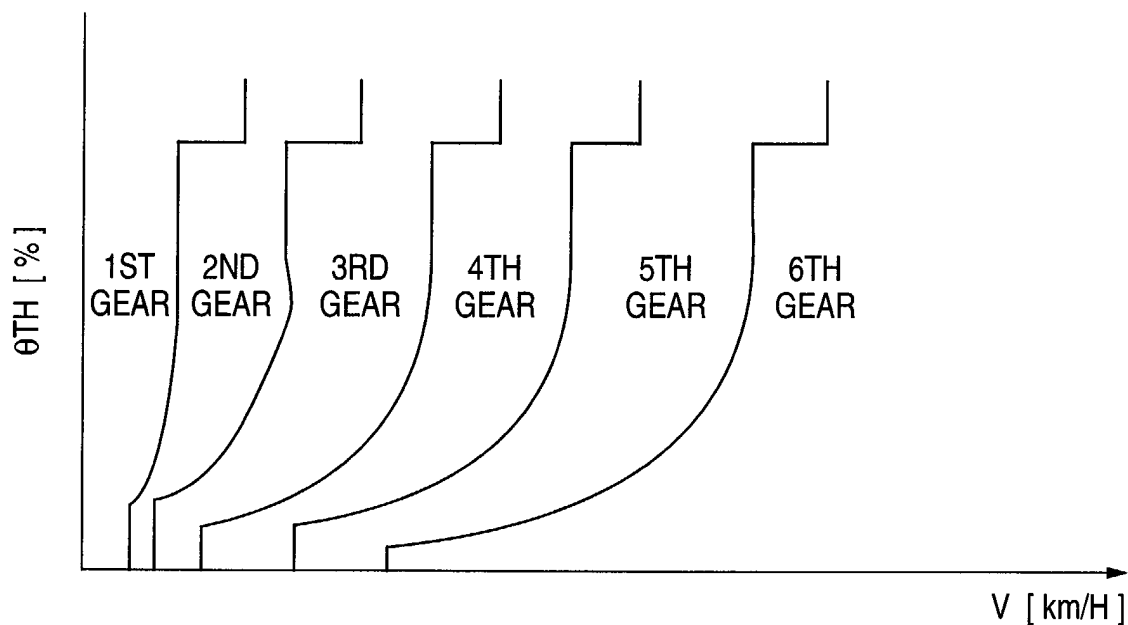 θTH [ % ]
1ST
GEAR
2ND
GEAR
3RD
GEAR
4TH
GEAR
5TH
GEAR
6TH
GEAR
V [ km/H ]